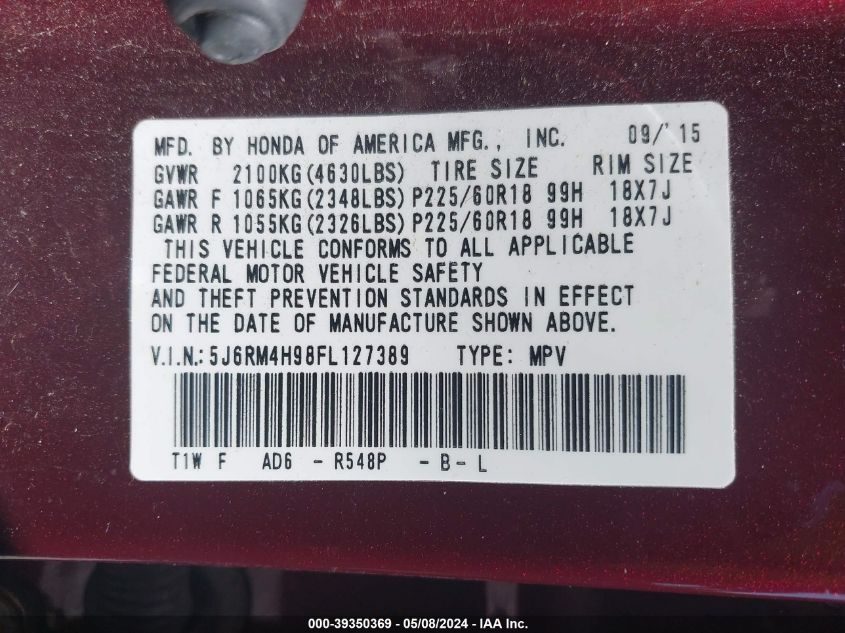 MFD. BY HONDA OF AMERICA MFG., INC. 09/'15
GVWR 2100KG(4630LBS) TIRE SIZE RIM SIZE
GAWR F 1065KG(2348LBS) P225/60R18 99H 18X7J
GAWR R 1055KG(2326LBS) P225/60R18 99H 18X7J
THIS VEHICLE CONFORMS TO ALL APPLICABLE
FEDERAL MOTOR VEHICLE SAFETY
AND THEFT PREVENTION STANDARDS IN EFFECT
ON THE DATE OF MANUFACTURE SHOWN ABOVE.
V.I.N.: 5J6RM4H98FL127389 TYPE: MPV
T1W F AD6 - R548P - B - L
000-39350369 - 05/08/2024 - IAA Inc.